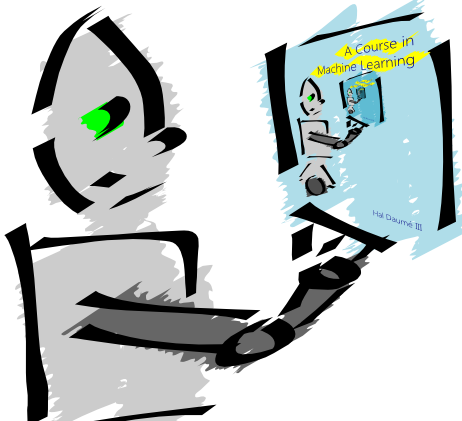 A Course in
Machine Learning
Hal Daumé III